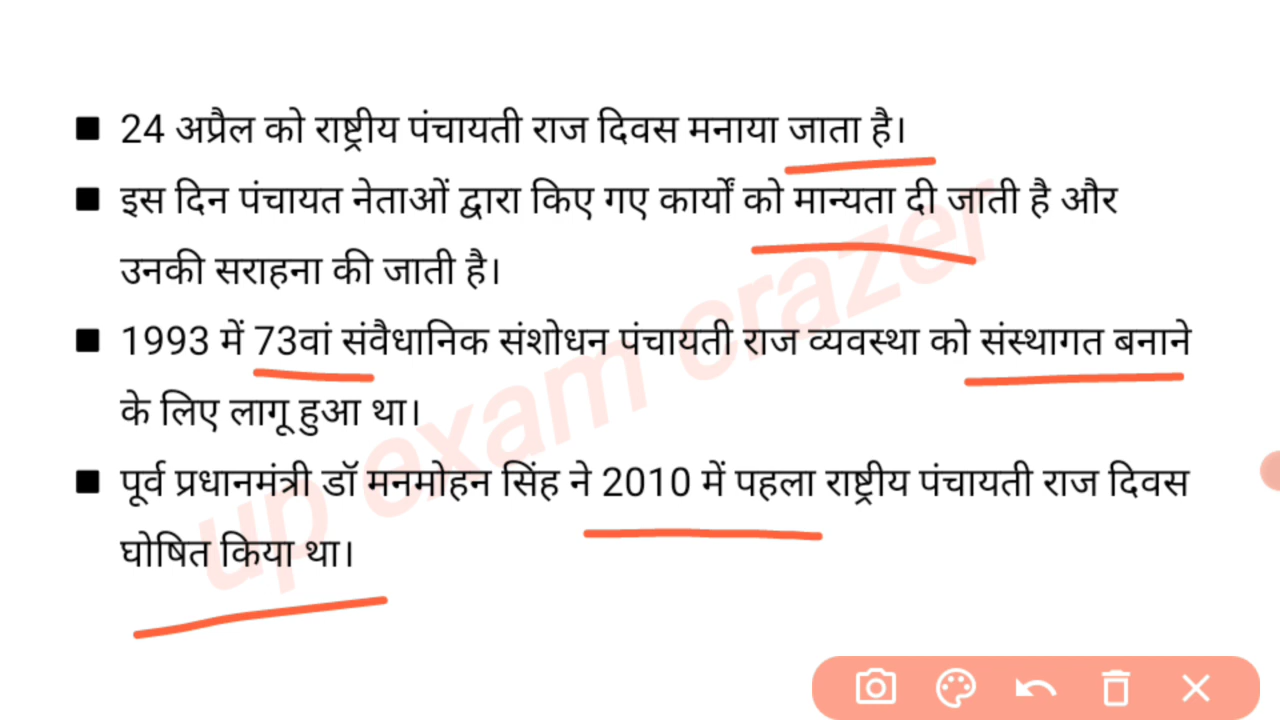 ■ 24 अप्रैल को राष्ट्रीय पंचायती राज दिवस मनाया जाता है।
■ इस दिन पंचायत नेताओं द्वारा किए गए कार्यों को मान्यता दी जाती है और
उनकी सराहना की जाती है।
■ 1993 में 73वां संवैधानिक संशोधन पंचायती राज व्यवस्था को संस्थागत बनाने
के लिए लागू हुआ था।
■ पूर्व प्रधानमंत्री डॉ मनमोहन सिंह ने 2010 में पहला राष्ट्रीय पंचायती राज दिवस
घोषित किया था।
up exam crazer